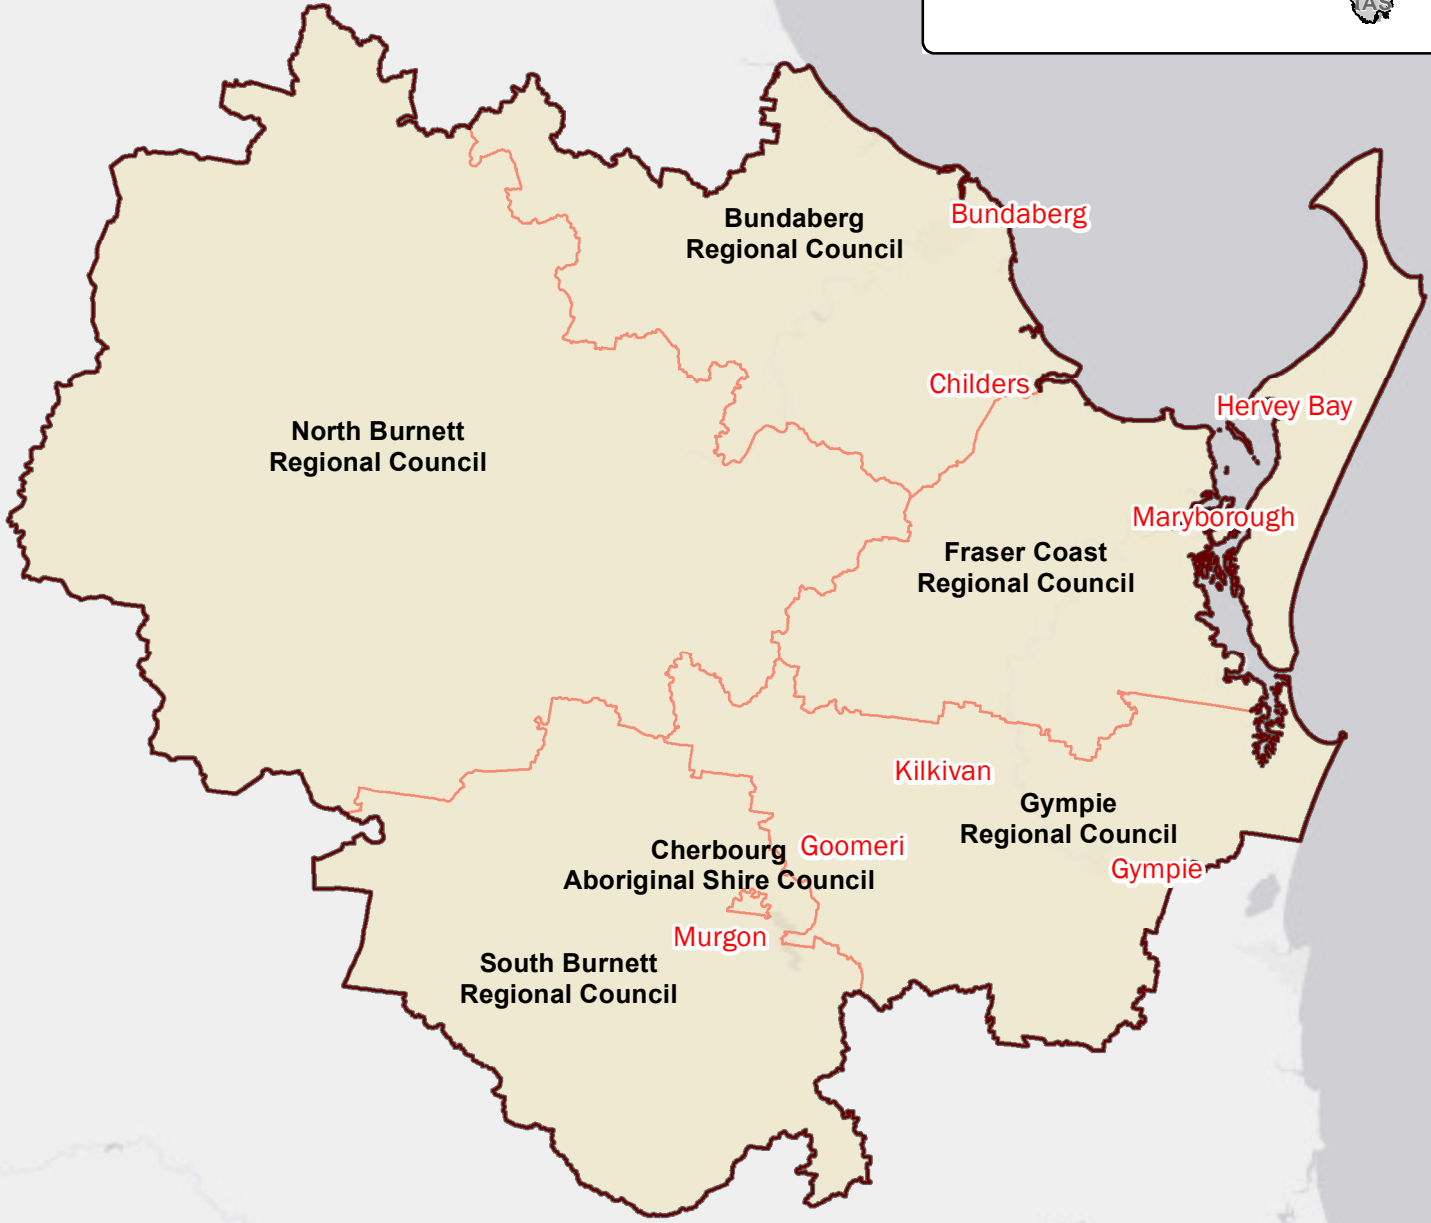 TAS
Bundaberg
Regional Council
Bundaberg
Childers
Hervey Bay
North Burnett
Regional Council
Maryborough
Fraser Coast
Regional Council
Kilkivan
Gympie
Regional Council
Cherbourg
Aboriginal Shire Council
Goomeri
Gympie
Murgon
South Burnett
Regional Council